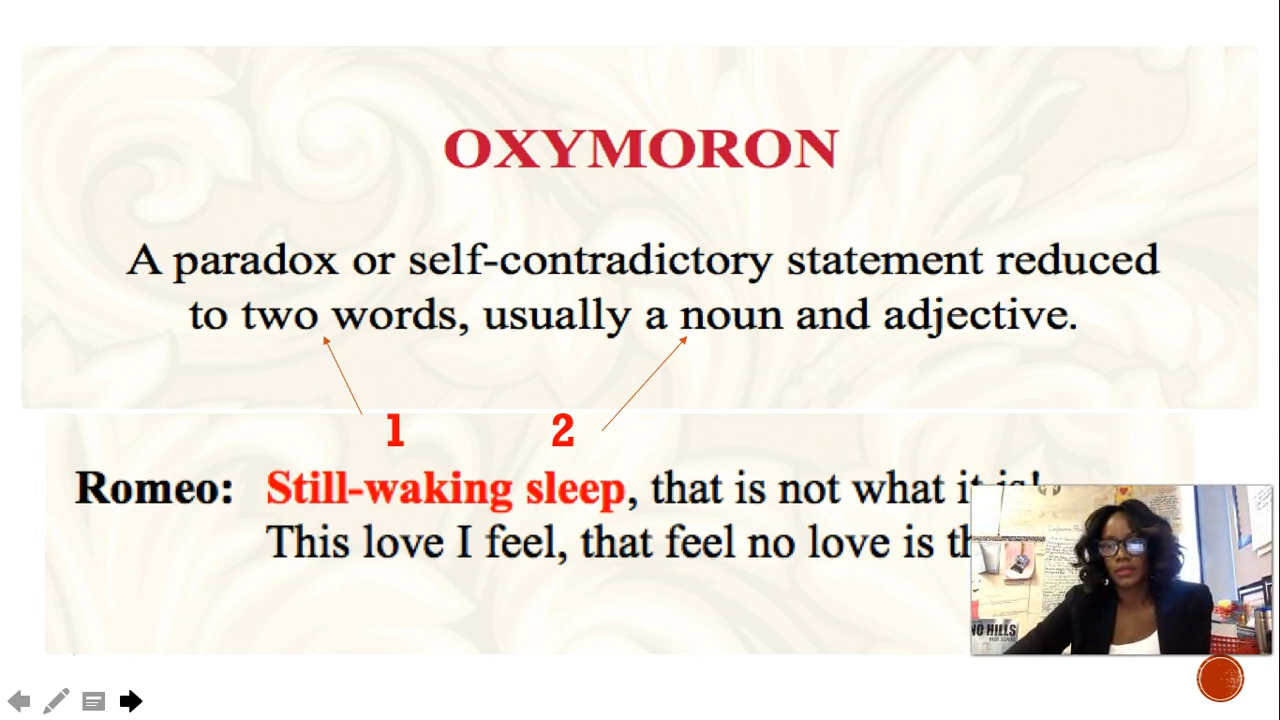 OXYMORON
A paradox or self-contradictory statement reduced
to two words, usually a noun and adjective.
1 2
Romeo: Still-waking sleep, that is not what it is!
This love I feel, that feel no love is
HILLS